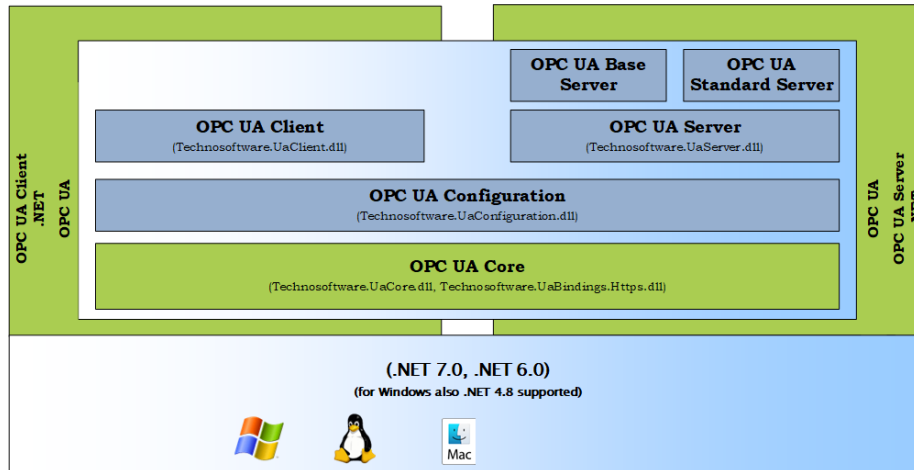 OPC UA Base
Server
OPC UA
Standard Server
OPC UA Client
(Technosoftware.UaClient.dll)
OPC UA Server
(Technosoftware.UaServer.dll)
OPC UA Configuration
(Technosoftware.UaConfiguration.dll)
OPC UA Core
(Technosoftware.UaCore.dll, Technosoftware.UaBindings.Https.dll)
OPC UA Client
.NET
OPC UA
OPC UA
OPC UA Server
.NET
(.NET 7.0, .NET 6.0)
(for Windows also .NET 4.8 supported)
Mac